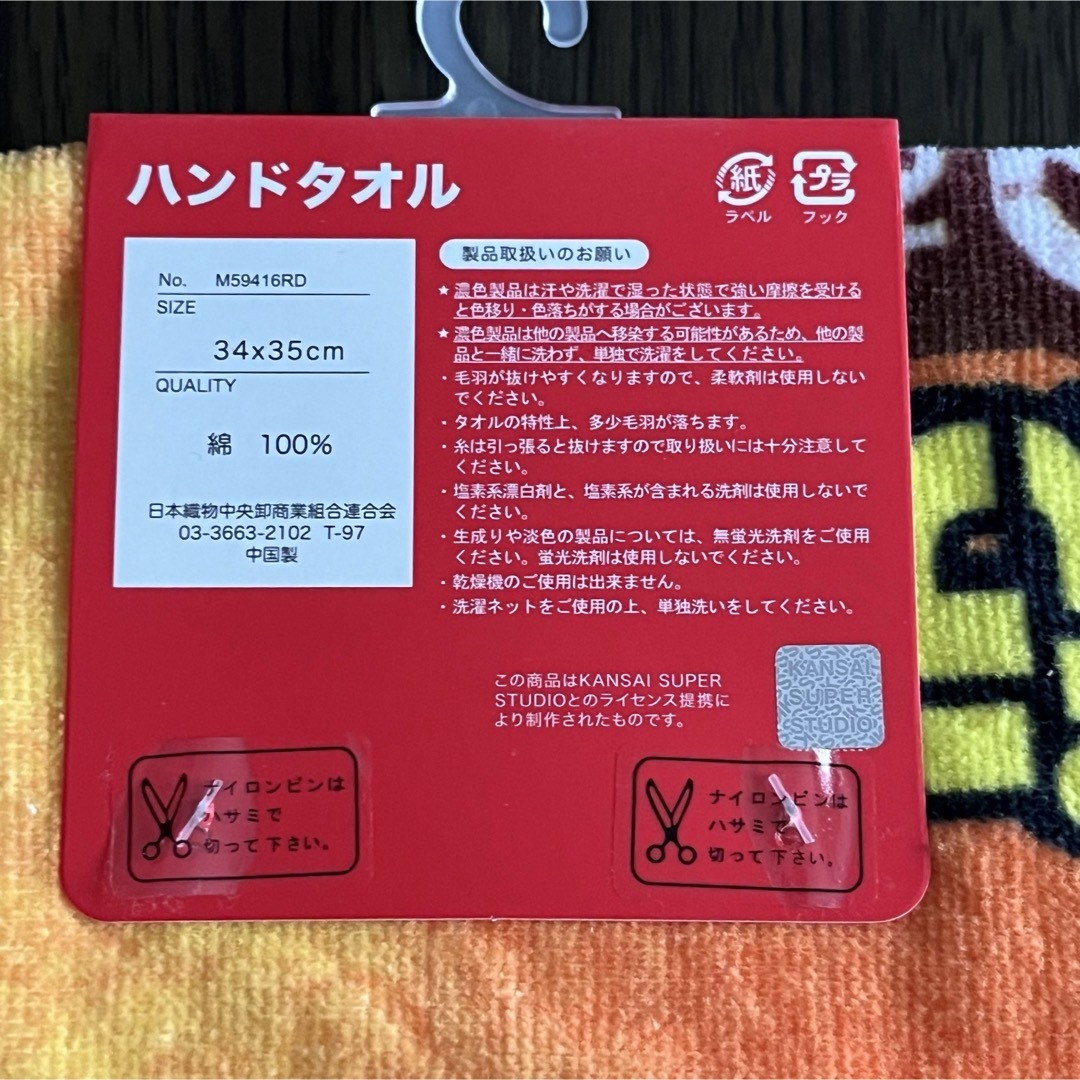 ハンドタオル
紙
ラベル
プラ
フック
No. M59416RD
SIZE
34x35cm
QUALITY
綿 100%
日本織物中央卸商業組合連合会
03-3663-2102 T-97
中国製
製品取扱いのお願い
★濃色製品は汗や洗濯で湿った状態で強い摩擦を受ける
と色移り・色落ちがする場合がございます。
★濃色製品は他の製品へ移染する可能性があるため、他の製
品と一緒に洗わず、単独で洗濯をしてください。
・毛羽が抜けやすくなりますので、柔軟剤は使用しない
でください。
・タオルの特性上、多少毛羽が落ちます。
・糸は引っ張ると抜けますので取り扱いには十分注意して
ください。
・塩素系漂白剤と、塩素系が含まれる洗剤は使用しないで
ください。
・生成りや淡色の製品については、無蛍光洗剤をご使用
ください。蛍光洗剤は使用しないでください。
・乾燥機のご使用は出来ません。
・洗濯ネットをご使用の上、単独洗いをしてください。
この商品はKANSAI SUPER
STUDIOとのライセンス提携に
より制作されたものです。
KANSAI
SUPER
STUDIO
ナイロンピンは
ハサミで
切って下さい。
ナイロンピンは
ハサミで
切って下さい。